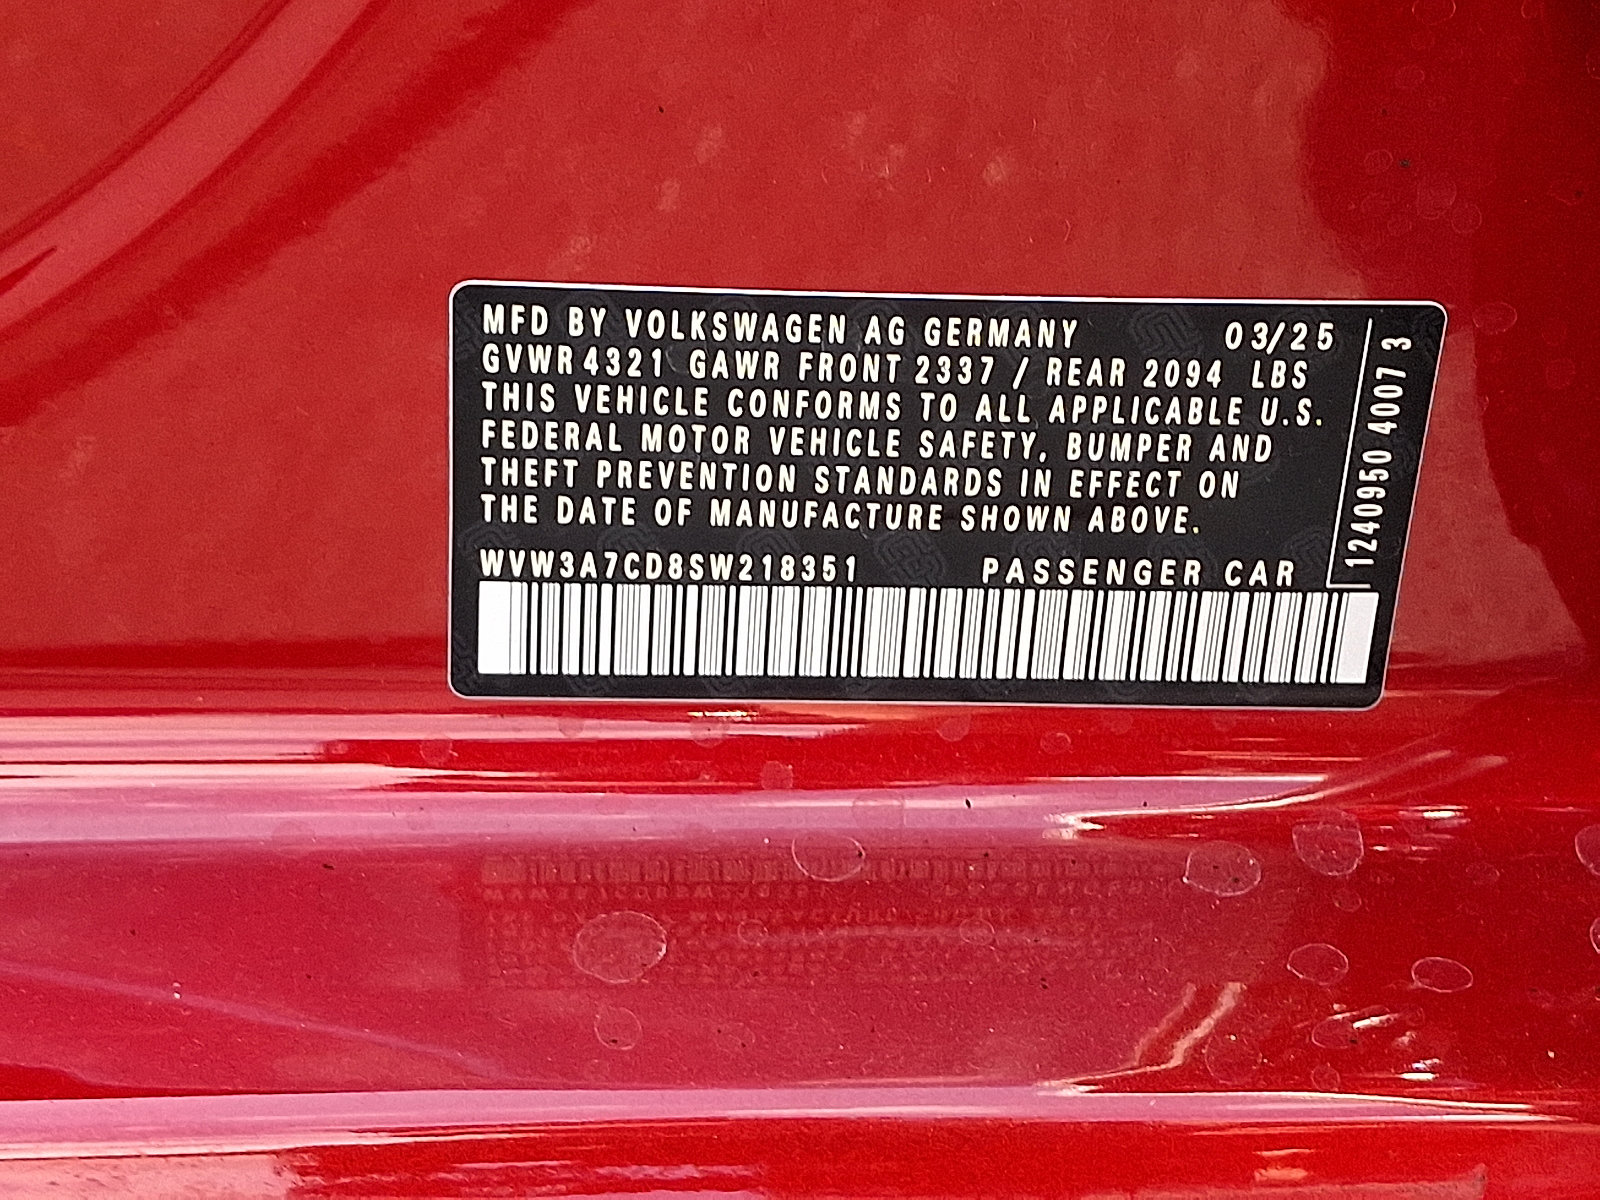 MFD BY VOLKSWAGEN AG GERMANY 03/25
GVWR 4321 GAWR FRONT 2337 / REAR 2094 LBS
THIS VEHICLE CONFORMS TO ALL APPLICABLE U.S.
FEDERAL MOTOR VEHICLE SAFETY, BUMPER AND
THEFT PREVENTION STANDARDS IN EFFECT ON
THE DATE OF MANUFACTURE SHOWN ABOVE.
WVW3A7CD8SW218351 PASSENGER CAR
1240950 4007 3